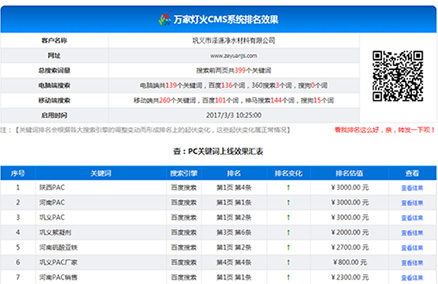 万家灯火CMS系统排名效果
客户名称 巩义市泽源净水材料有限公司
网址 www.zeyuanjs.com
总搜索词量 搜索前两页共399个关键词
电脑端搜索 电脑端共139个关键词，百度136个词，360搜索3个词，搜狗0个词
移动端搜索 移动端共260个关键词，百度101个词，神马搜索144个词，搜狗15个词
启用时间 2017/3/3 10:25:00
注：【关键词排名会根据各大搜索引擎的调整变动而形成排名上的起伏变化，这些起伏变化属正常情况】 看我排名这么好，亲，转发一下呢！
壹：PC关键词上线效果汇表
序号 关键词 搜索引擎 排名 排名变化 排名估值 查看
1 陕西PAC 百度搜索 第1页 第4条 ↑ ￥3000.00 元 查看结果
2 河南PAC 百度搜索 第1页 第1条 ↑ ￥3000.00 元 查看结果
3 巩义PAC 百度搜索 第1页 第1条 ↑ ￥3000.00 元 查看结果
4 巩义絮凝剂 百度搜索 第3页 第6条 ↑ ￥2000.00 元 查看结果
5 河南硫酸亚铁 百度搜索 第1页 第2条 ↑ ￥2700.00 元 查看结果
6 巩义PAC厂家 百度搜索 第4页 第4条 ↑ ￥800.00 元 查看结果
7 河南PAC销售 百度搜索 第1页 第1条 ↑ ￥2300.00 元 查看结果